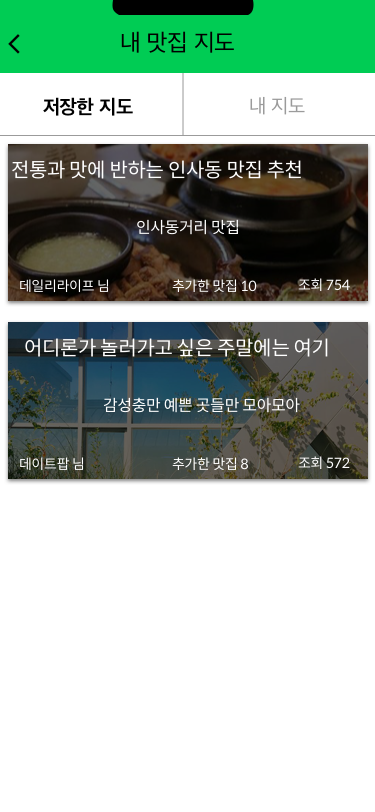 내 맛집 지도
저장한 지도
내 지도
전통과 맛에 반하는 인사동 맛집 추천
인사동거리 맛집
데일리라이프 님 추가한 맛집 10 조회 754
어디론가 놀러가고 싶은 주말에는 여기
감성충만 예쁜 곳들만 모아모아
데이트팝 님 추가한 맛집 8 조회 572